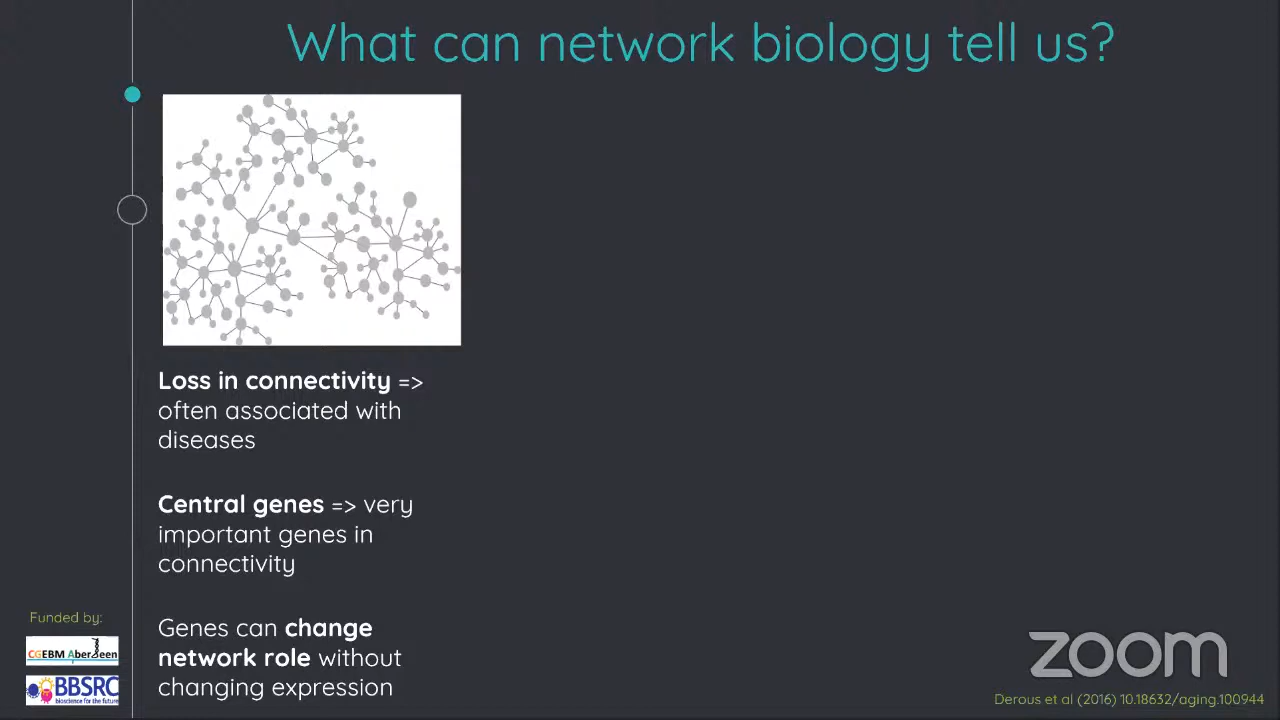 What can network biology tell us?
Loss in connectivity =>
often associated with
diseases
Central genes => very
important genes in
connectivity
Genes can change
network role without
changing expression
Funded by:
CGEBM Aberdeen
BBSRC
bioscience for the future
zoom
Derous et al (2016) 10.18632/aging.100944